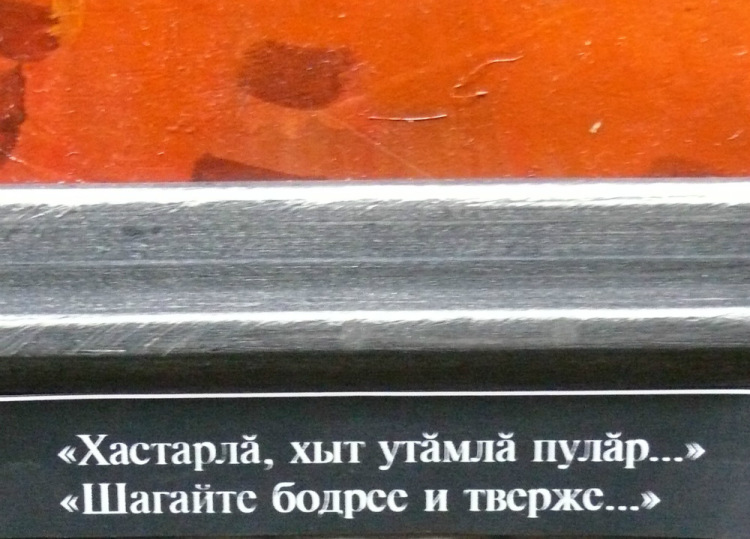 «Хастарлă, хыт утăмлă пулăр...»
«Шагайте бодрее и тверже...»